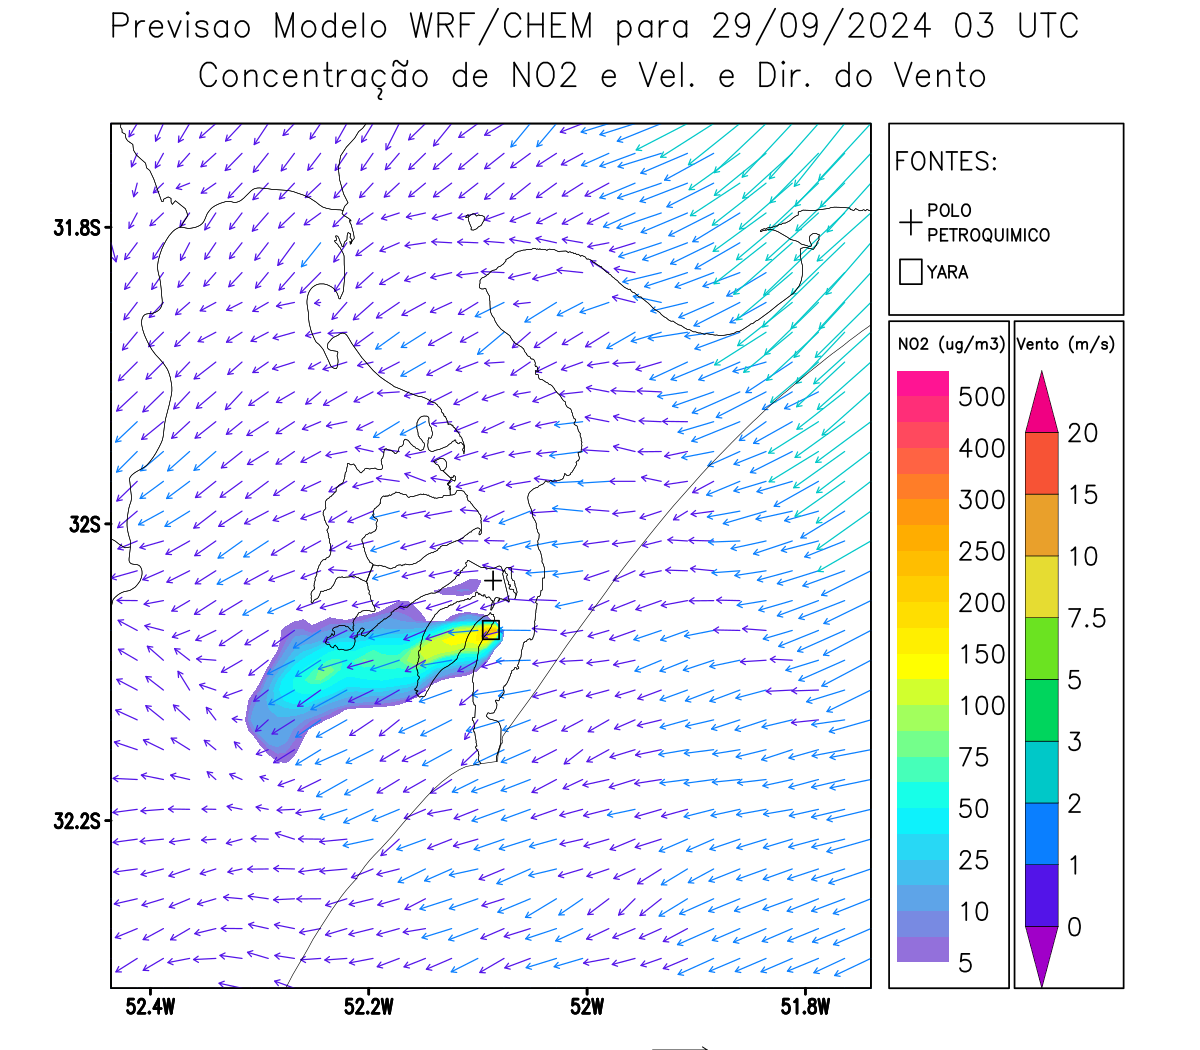 Previsao Modelo WRF/CHEM para 29/09/2024 03 UTC
Concentração de NO2 e Vel. e Dir. do Vento
FONTES:
POLO
PETROQUIMICO
YARA
NO2 (ug/m3)
500
400
300
250
200
150
100
75
50
25
10
5
Vento (m/s)
20
15
10
7.5
5
3
2
1
0
31.8S
32S
32.2S
52.4W
52.2W
52W
51.8W